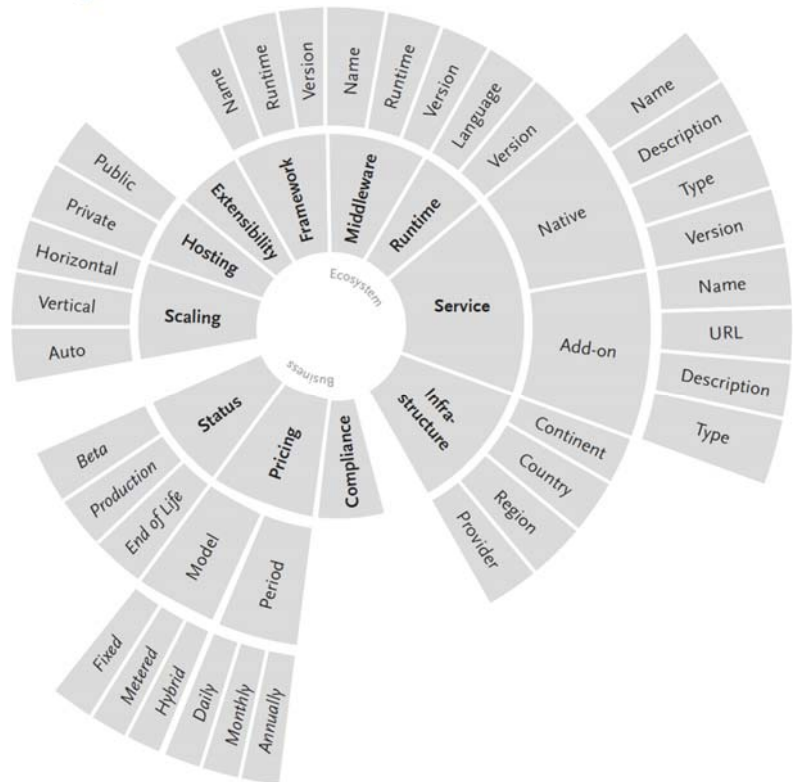 Ecosystem
Business
Scaling
Hosting
Extensibility
Framework
Middleware
Runtime
Service
Infra-
structure
Compliance
Pricing
Status
Auto
Vertical
Horizontal
Private
Public
Name
Runtime
Version
Name
Runtime
Version
Language
Version
Native
Add-on
Continent
Country
Region
Provider
Name
Description
Type
Version
Name
URL
Description
Type
Beta
Production
End of Life
Model
Period
Fixed
Metered
Hybrid
Daily
Monthly
Annually